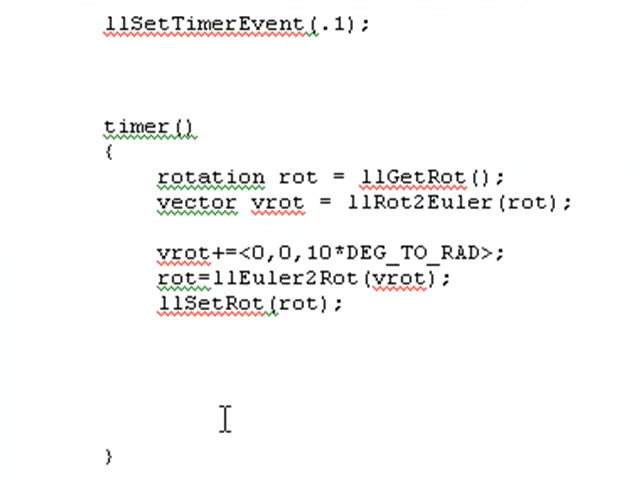 llSetTimerEvent(.1);
timer()
{
rotation rot = llGetRot();
vector vrot = llRot2Euler(rot);
vrot+=<0,0,10*DEG_TO_RAD>;
rot=llEuler2Rot(vrot);
llSetRot(rot);
}